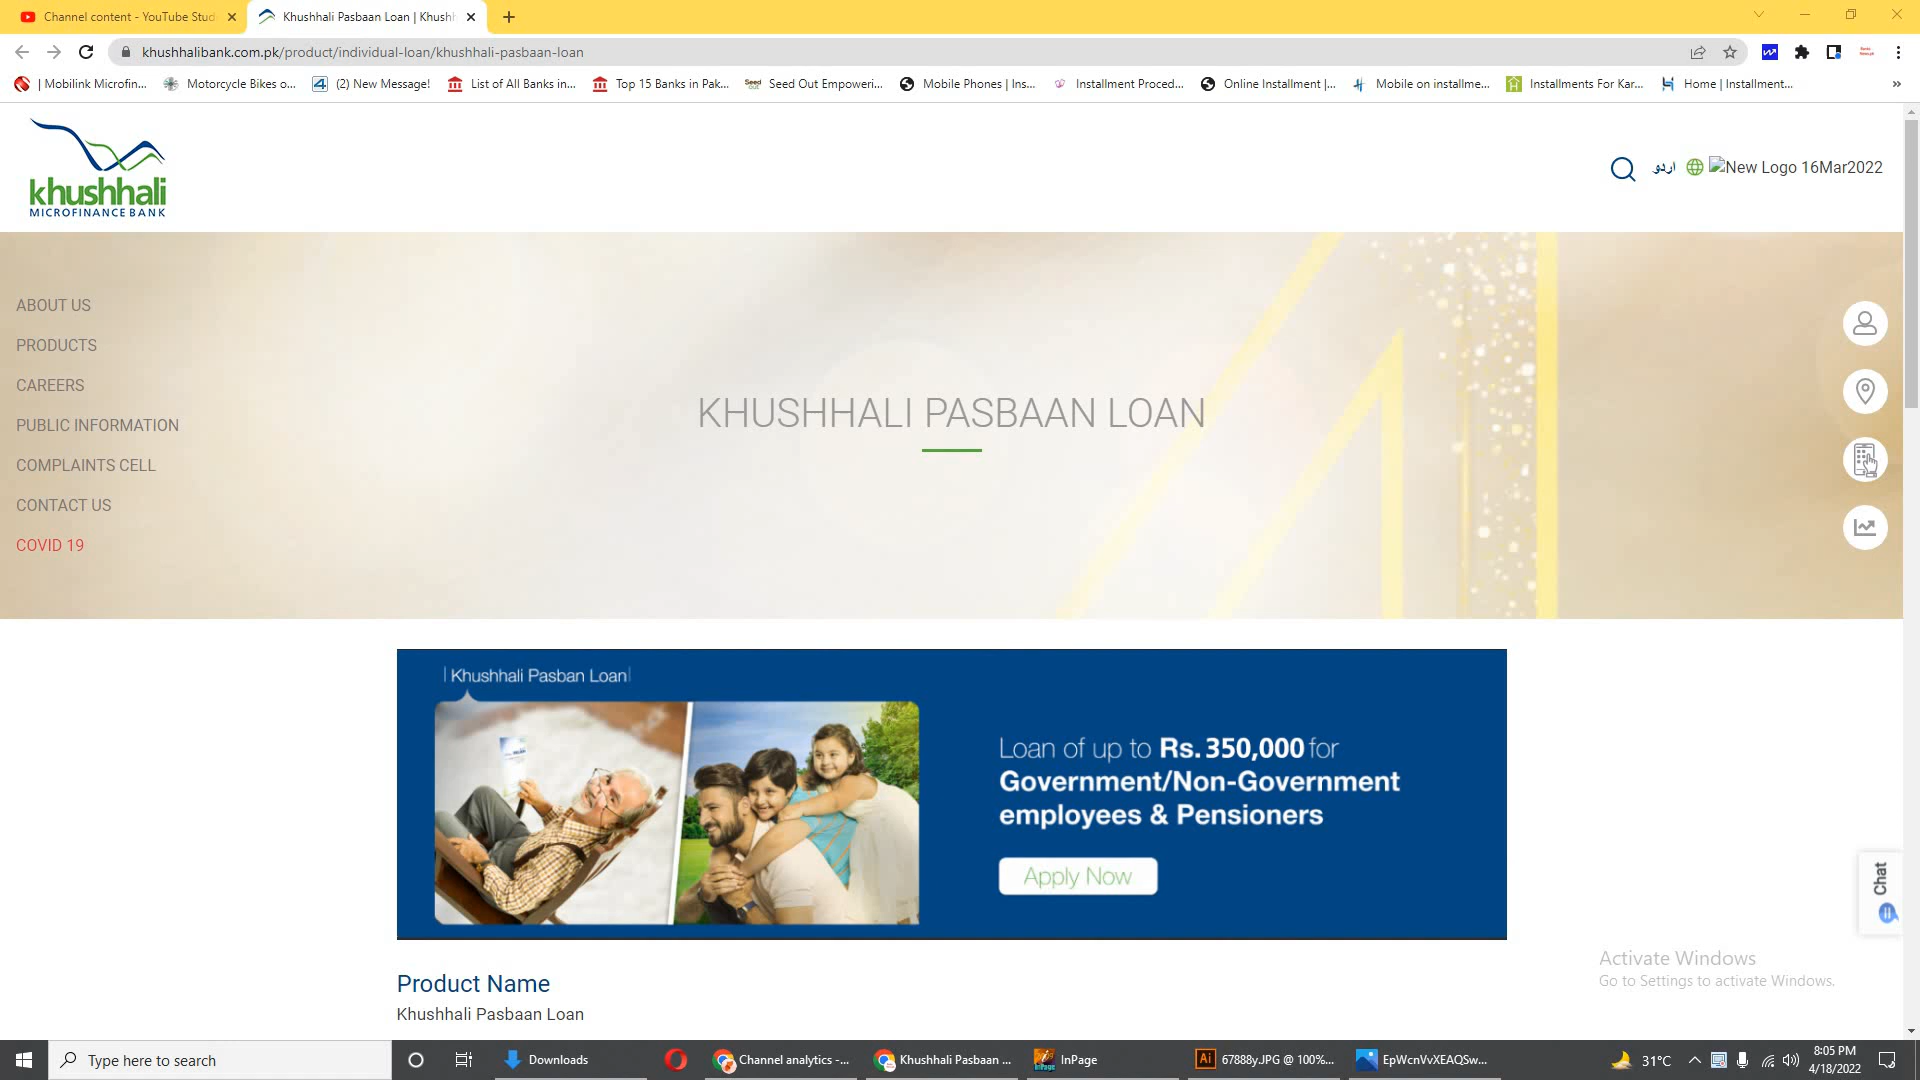 Channel content - YouTube Stud
Khushhali Pasbaan Loan | Khushh
khushhalibank.com.pk/product/individual-loan/khushhali-pasbaan-loan
| Mobilink Microfin...
Motorcycle Bikes o...
(2) New Message!
List of All Banks in...
Top 15 Banks in Pak...
Seed Out Empoweri...
Mobile Phones | Ins...
Installment Proced...
Online Installment |...
Mobile on installme...
Installments For Kar...
Home | Installment...
»
khushhali
MICROFINANCE BANK
اردو
New Logo 16Mar2022
ABOUT US
PRODUCTS
CAREERS
PUBLIC INFORMATION
COMPLAINTS CELL
CONTACT US
COVID 19
KHUSHHALI PASBAAN LOAN
| Khushhali Pasban Loan |
Loan of up to Rs. 350,000 for
Government/Non-Government
employees & Pensioners
Apply Now
Chat
Product Name
Khushhali Pasbaan Loan
Activate Windows
Go to Settings to activate Windows.
Type here to search
Downloads
Channel analytics -...
Khushhali Pasbaan ...
InPage
67888y.JPG @ 100%...
EpWcnVvXEAQSw...
31°C
8:05 PM
4/18/2022